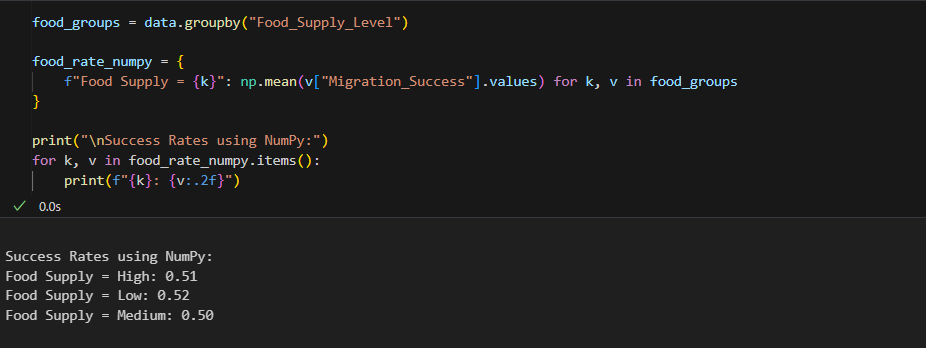 food_groups = data.groupby("Food_Supply_Level")
food_rate_numpy = {
    f"Food Supply = {k}": np.mean(v["Migration_Success"].values) for k, v in food_groups
}
print("\nSuccess Rates using NumPy:")
for k, v in food_rate_numpy.items():
    print(f"{k}: {v:.2f}")
0.0s
Success Rates using NumPy:
Food Supply = High: 0.51
Food Supply = Low: 0.52
Food Supply = Medium: 0.50